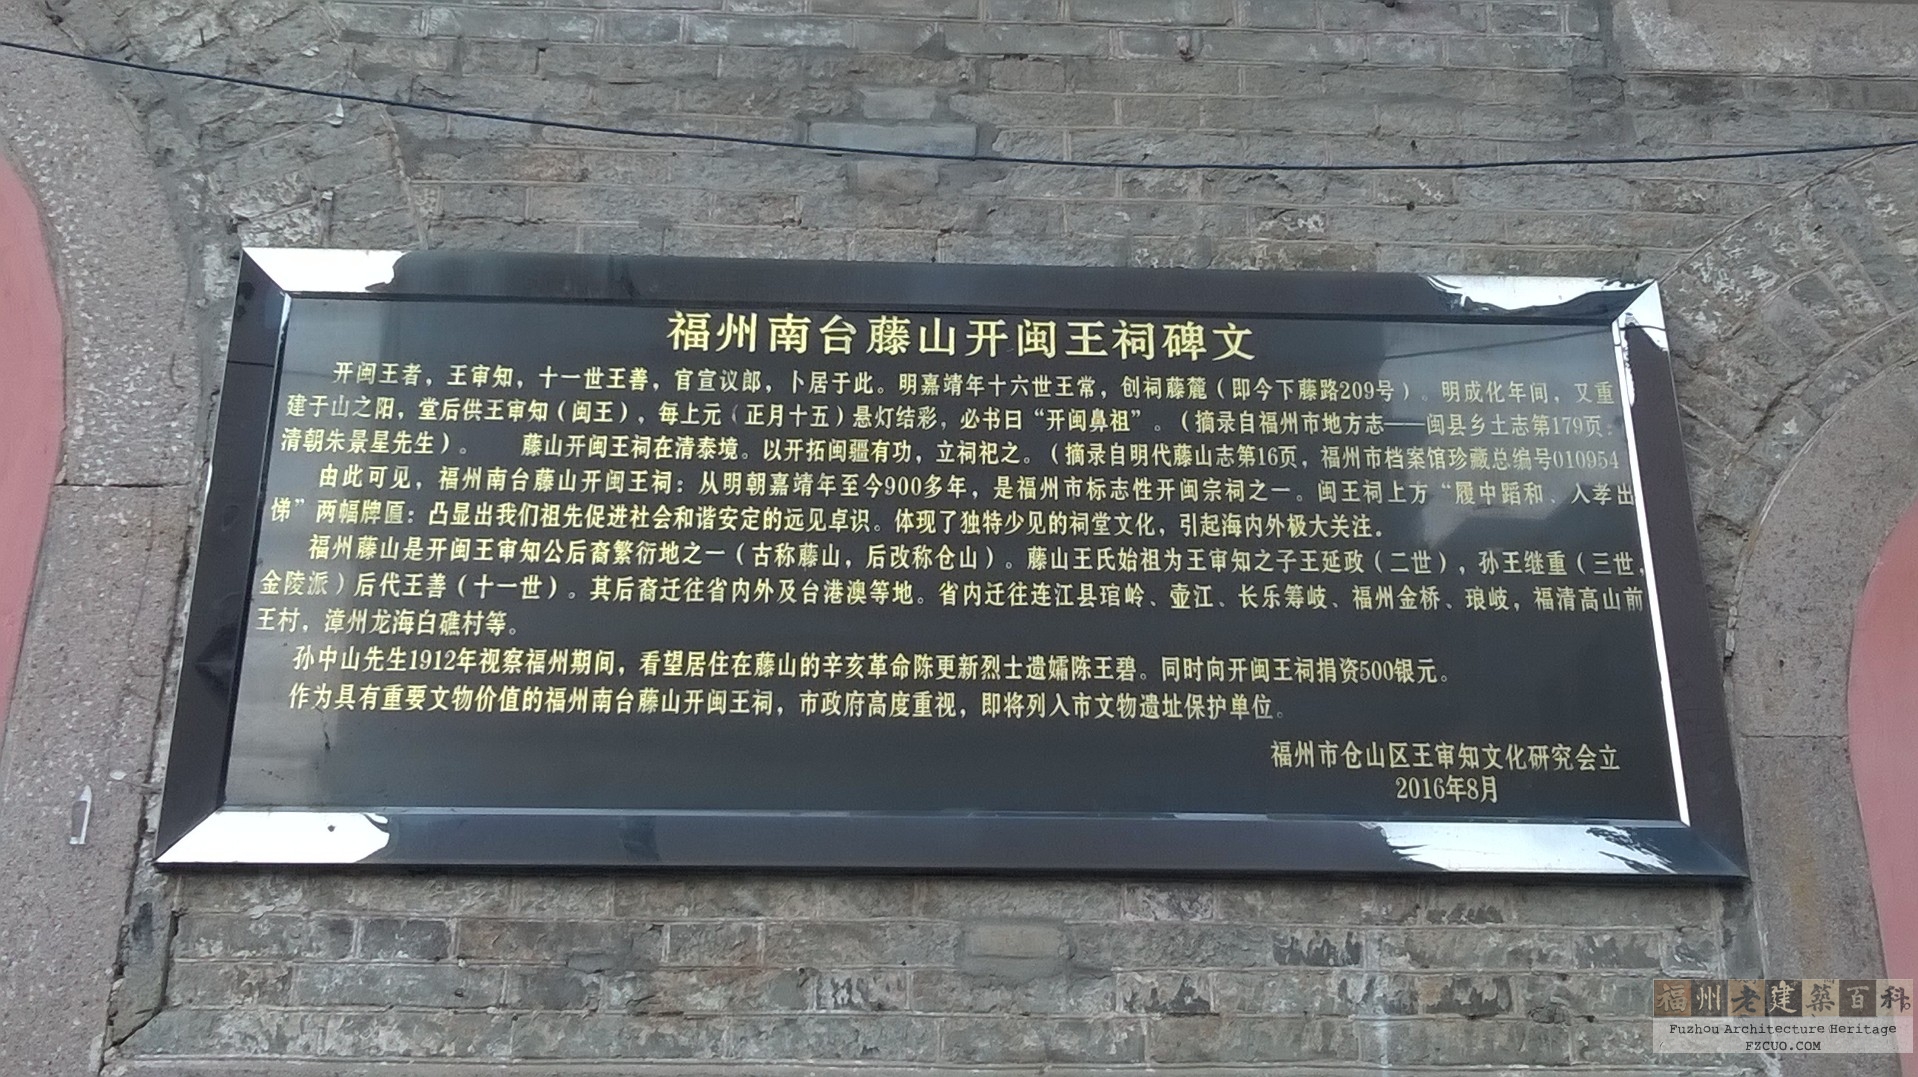 福州南台藤山开闽王祠碑文
开闽王者，王审知，十一世王善，官宣议郎，卜居于此。明嘉靖年十六世王常，创祠藤麓（即今下藤路209号）。明成化年间，又重
建于山之阳，堂后供王审知（闽王），每上元（正月十五）悬灯结彩，必书曰“开闽鼻祖”。（摘录自福州市地方志——闽县乡土志第179页：
清朝朱景星先生）。 藤山开闽王祠在清泰境。以开拓闽疆有功，立祠祀之。（摘录自明代藤山志第16页，福州市档案馆珍藏总编号010954
由此可见，福州南台藤山开闽王祠：从明朝嘉靖年至今900多年，是福州市标志性开闽宗祠之一。闽王祠上方“履中蹈和、入孝出
悌”两幅牌匾：凸显出我们祖先促进社会和谐安定的远见卓识。体现了独特少见的祠堂文化，引起海内外极大关注。
福州藤山是开闽王审知公后裔繁衍地之一（古称藤山，后改称仓山）。藤山王氏始祖为王审知之子王延政（二世），孙王继重（三世，
金陵派）后代王善（十一世）。其后裔迁往省内外及台港澳等地。省内迁往连江县琯岭、壶江、长乐筹岐、福州金桥、琅岐，福清高山前
王村，漳州龙海白礁村等。
孙中山先生1912年视察福州期间，看望居住在藤山的辛亥革命陈更新烈士遗孀陈王碧。同时向开闽王祠捐资500银元。
作为具有重要文物价值的福州南台藤山开闽王祠，市政府高度重视，即将列入市文物遗址保护单位。
福州市仓山区王审知文化研究会立
2016年8月
福州老建築百科
Fuzhou Architecture Heritage
FZCUO.COM